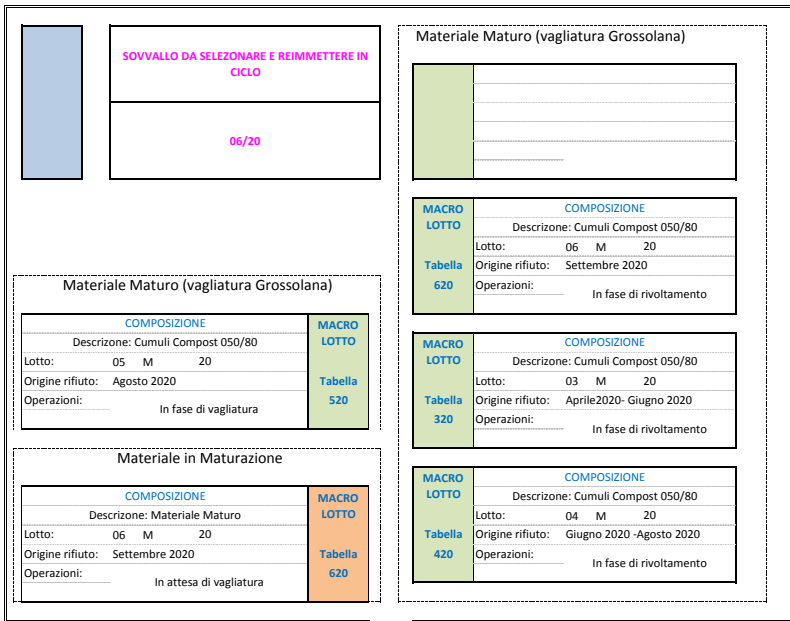 SOVVALLO DA SELEZONARE E REIMMETTERE IN
CICLO
06/20
Materiale Maturo (vagliatura Grossolana)
COMPOSIZIONE
Descrizone: Cumuli Compost 050/80
Lotto: 05 M 20
Origine rifiuto: Agosto 2020
Operazioni:
In fase di vagliatura
MACRO
LOTTO
Tabella
520
Materiale in Maturazione
COMPOSIZIONE
Descrizone: Materiale Maturo
Lotto: 06 M 20
Origine rifiuto: Settembre 2020
Operazioni:
In attesa di vagliatura
MACRO
LOTTO
Tabella
620
Materiale Maturo (vagliatura Grossolana)
MACRO
LOTTO
Tabella
620
COMPOSIZIONE
Descrizone: Cumuli Compost 050/80
Lotto: 06 M 20
Origine rifiuto: Settembre 2020
Operazioni:
In fase di rivoltamento
MACRO
LOTTO
Tabella
320
COMPOSIZIONE
Descrizone: Cumuli Compost 050/80
Lotto: 03 M 20
Origine rifiuto: Aprile2020- Giugno 2020
Operazioni:
In fase di rivoltamento
MACRO
LOTTO
Tabella
420
COMPOSIZIONE
Descrizone: Cumuli Compost 050/80
Lotto: 04 M 20
Origine rifiuto: Giugno 2020 -Agosto 2020
Operazioni:
In fase di rivoltamento